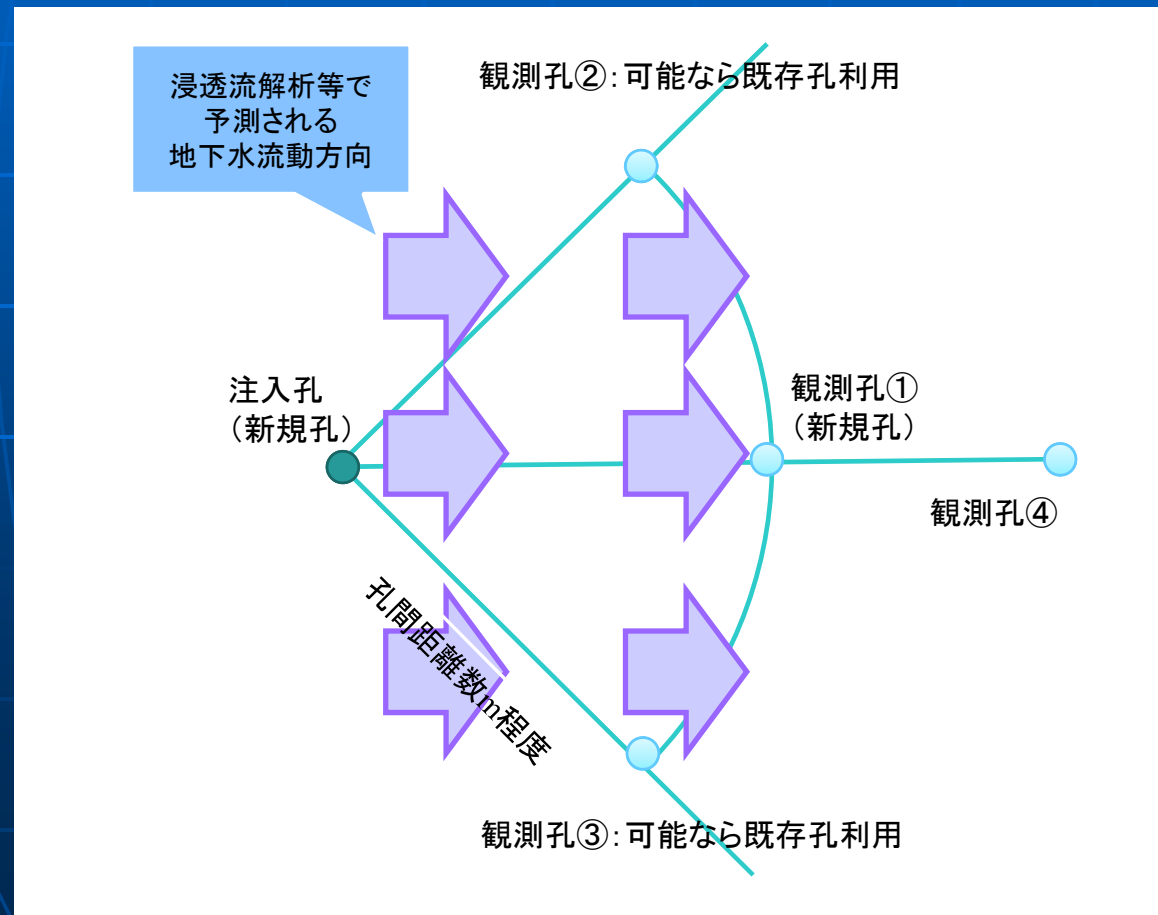 観測孔②：可能なら既存孔利用
浸透流解析等で
予測される
地下水流動方向
注入孔
（新規孔）
観測孔①
（新規孔）
観測孔④
孔間距離数m程度
観測孔③：可能なら既存孔利用